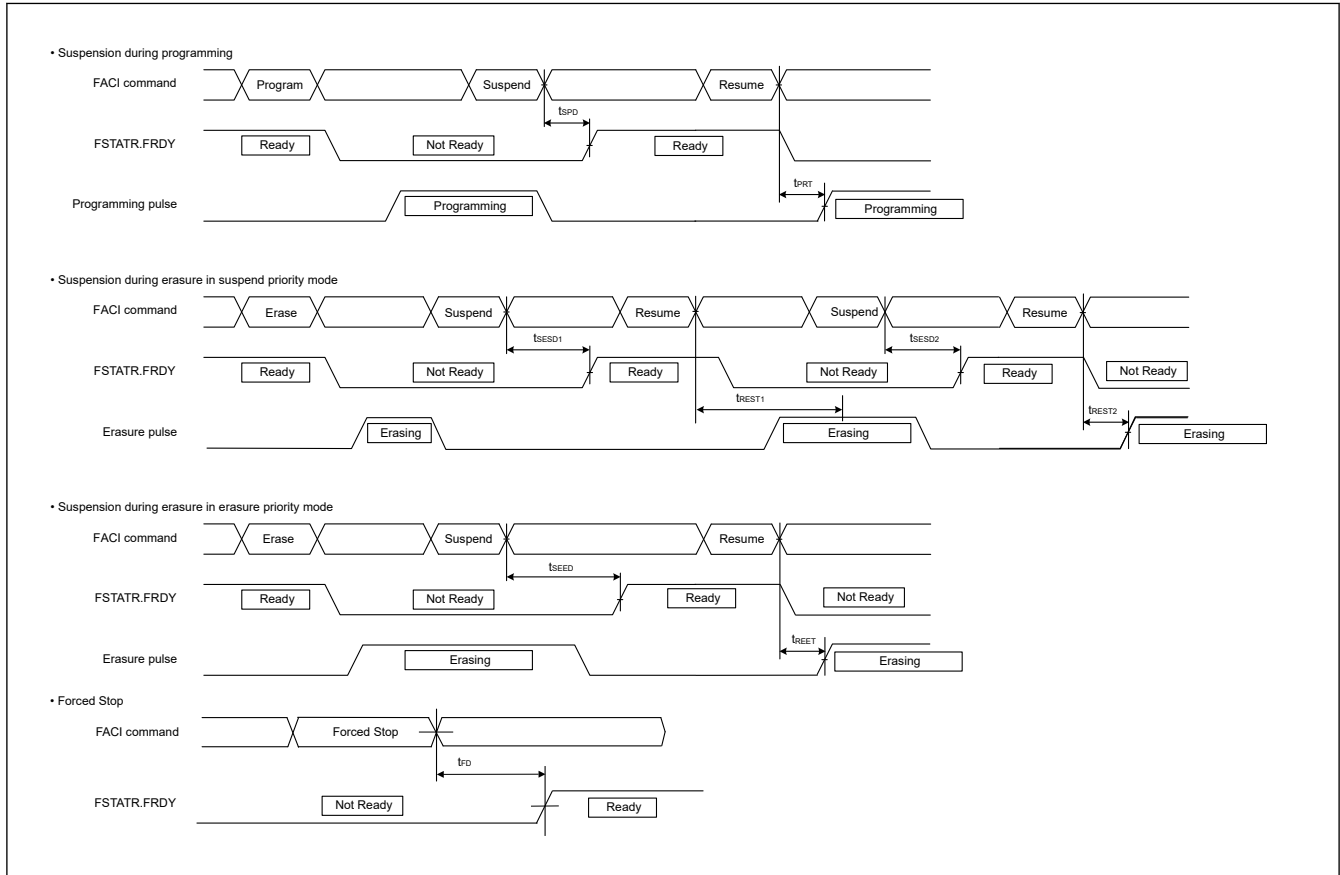 • Suspension during programming
FACI command Program Suspend Resume
tSPD
FSTATR.FRDY Ready Not Ready Ready
tPRT
Programming pulse Programming Programming
• Suspension during erasure in suspend priority mode
FACI command Erase Suspend Resume Suspend Resume
tSESD1 tSESD2
FSTATR.FRDY Ready Not Ready Ready Not Ready Ready Not Ready
tREST1 tREST2
Erasure pulse Erasing Erasing Erasing
• Suspension during erasure in erasure priority mode
FACI command Erase Suspend Resume
tSEED
FSTATR.FRDY Ready Not Ready Ready Not Ready
tREET
Erasure pulse Erasing Erasing
• Forced Stop
FACI command Forced Stop
tFD
FSTATR.FRDY Not Ready Ready